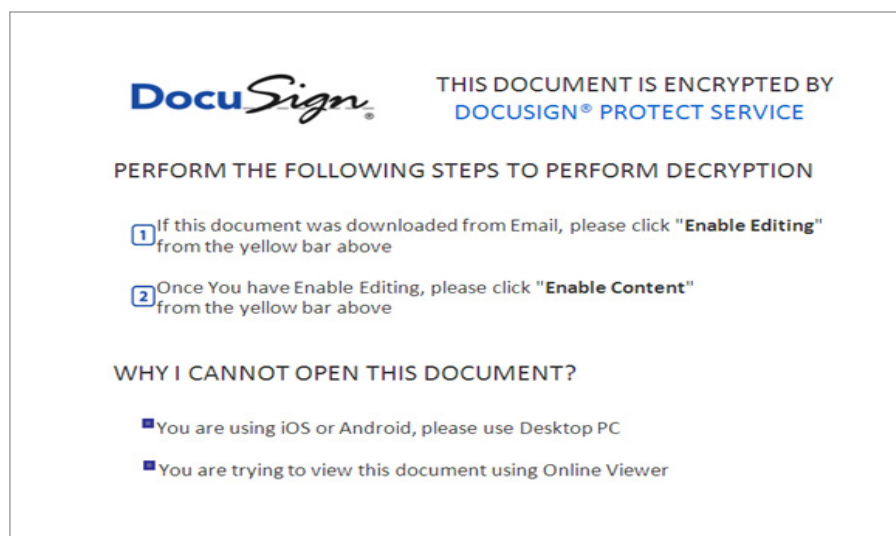 DocuSign®
THIS DOCUMENT IS ENCRYPTED BY
DOCUSIGN® PROTECT SERVICE
PERFORM THE FOLLOWING STEPS TO PERFORM DECRYPTION
1 If this document was downloaded from Email, please click "Enable Editing"
from the yellow bar above
2 Once You have Enable Editing, please click "Enable Content"
from the yellow bar above
WHY I CANNOT OPEN THIS DOCUMENT?
You are using iOS or Android, please use Desktop PC
You are trying to view this document using Online Viewer